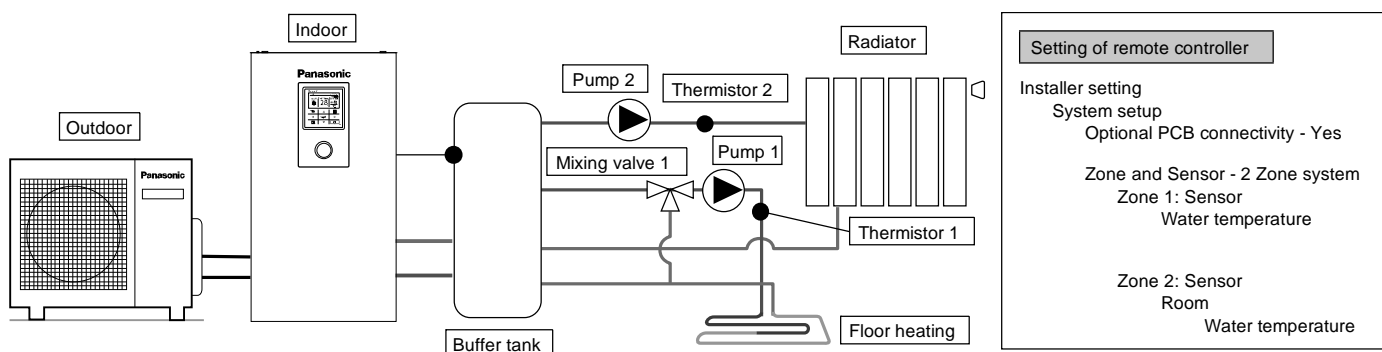 Indoor
Radiator
Setting of remote controller
Panasonic
Pump 2
Thermistor 2
Installer setting
System setup
Optional PCB connectivity - Yes
Outdoor
Panasonic
Mixing valve 1
Pump 1
Zone and Sensor - 2 Zone system
Zone 1: Sensor
Water temperature
Thermistor 1
Zone 2: Sensor
Room
Water temperature
Floor heating
Buffer tank